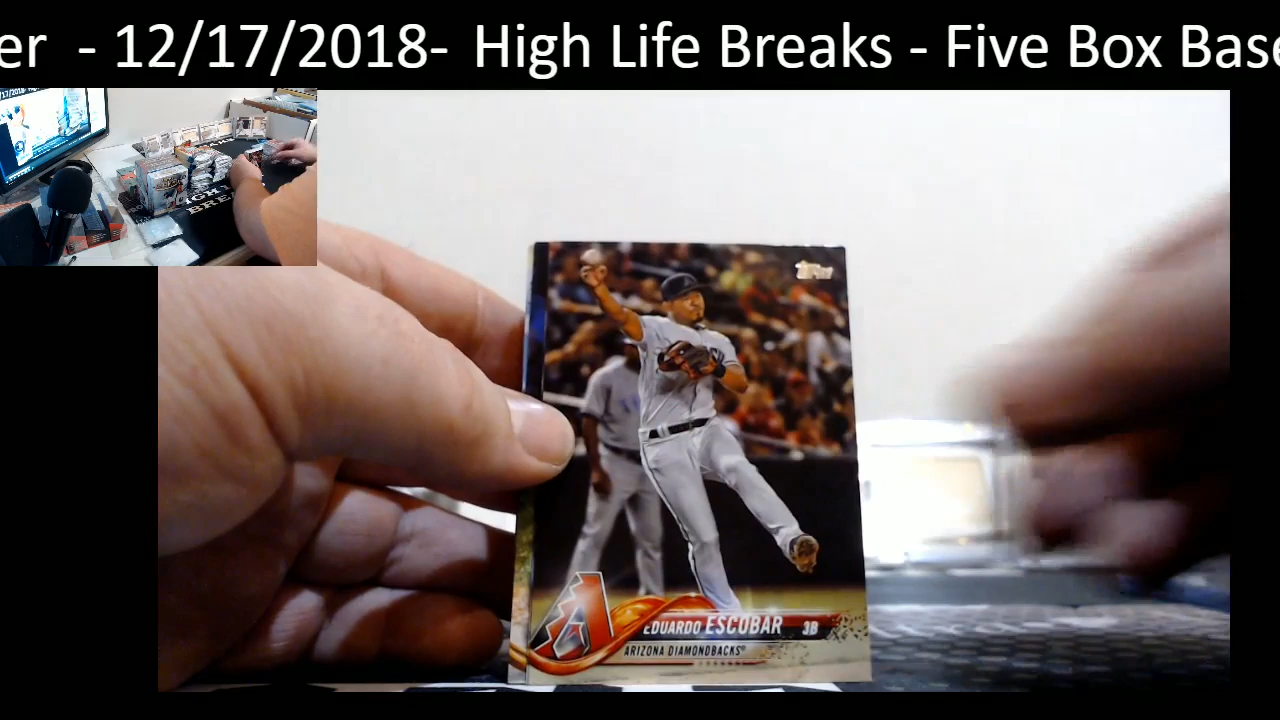 er - 12/17/2018- High Life Breaks - Five Box Base
Topps
EDUARDO ESCOBAR 3B
ARIZONA DIAMONDBACKS